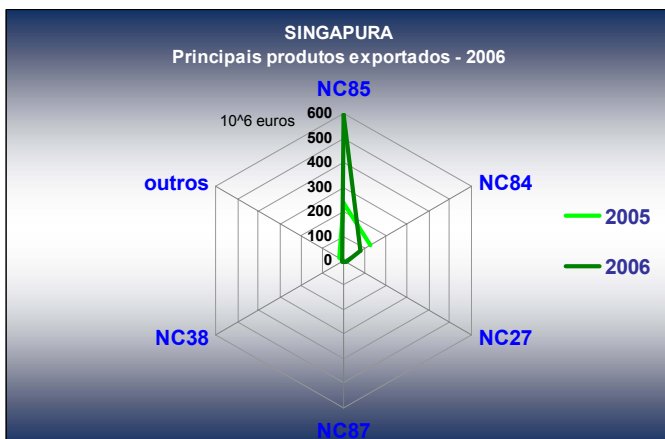 SINGAPURA
Principais produtos exportados - 2006
NC85
10^6 euros
600
500
400
300
200
100
0
outros
NC84
NC38
NC27
NC87
2005
2006